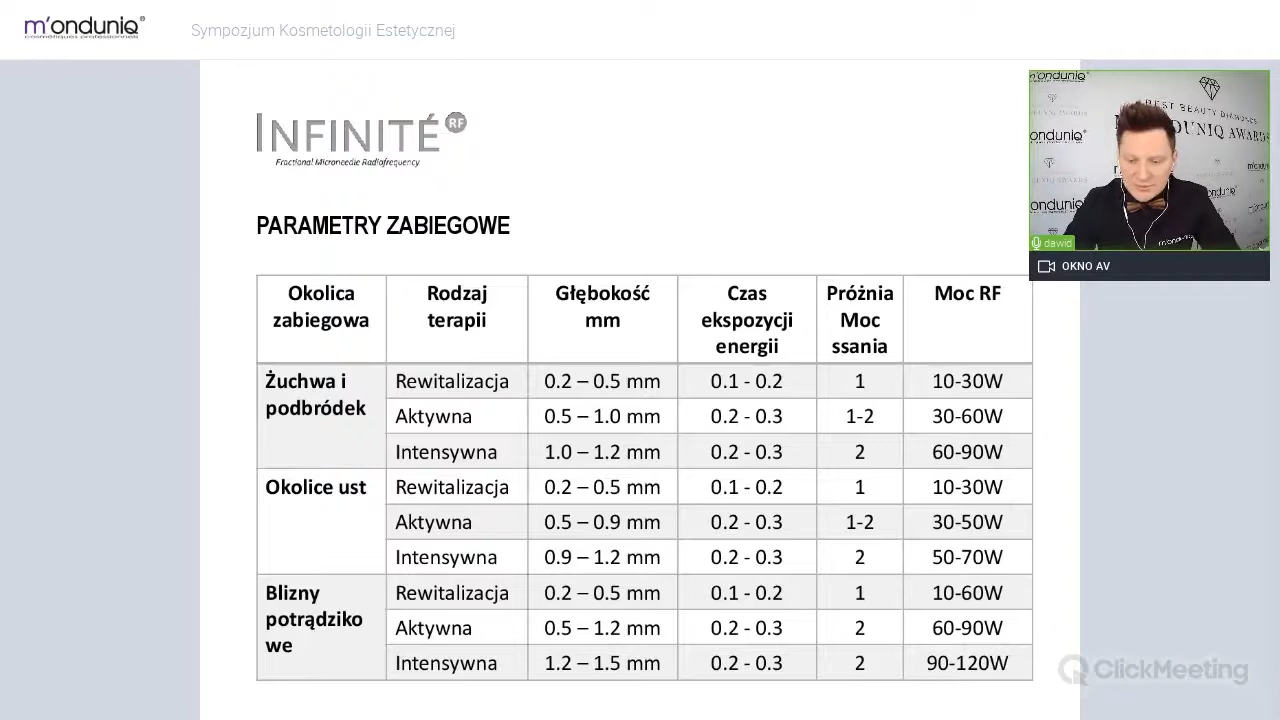 m'onduniq®
cosmétiques professionnels
Sympozjum Kosmetologii Estetycznej
INFINITÉ RF
Fractional Microneedle Radiofrequency
PARAMETRY ZABIEGOWE
Okolica zabiegowa Rodzaj terapii Głębokość mm Czas ekspozycji energii Próżnia Moc ssania Moc RF
Żuchwa i podbródek Rewitalizacja 0.2 – 0.5 mm 0.1 - 0.2 1 10-30W
Aktywna 0.5 – 1.0 mm 0.2 - 0.3 1-2 30-60W
Intensywna 1.0 – 1.2 mm 0.2 - 0.3 2 60-90W
Okolice ust Rewitalizacja 0.2 – 0.5 mm 0.1 - 0.2 1 10-30W
Aktywna 0.5 – 0.9 mm 0.2 - 0.3 1-2 30-50W
Intensywna 0.9 – 1.2 mm 0.2 - 0.3 2 50-70W
Blizny potrądzikowe Rewitalizacja 0.2 – 0.5 mm 0.1 - 0.2 1 10-60W
Aktywna 0.5 – 1.2 mm 0.2 - 0.3 2 60-90W
Intensywna 1.2 – 1.5 mm 0.2 - 0.3 2 90-120W
m'onduniq®
BEST BEAUTY
onduniq
dawid
OKNO AV
ClickMeeting